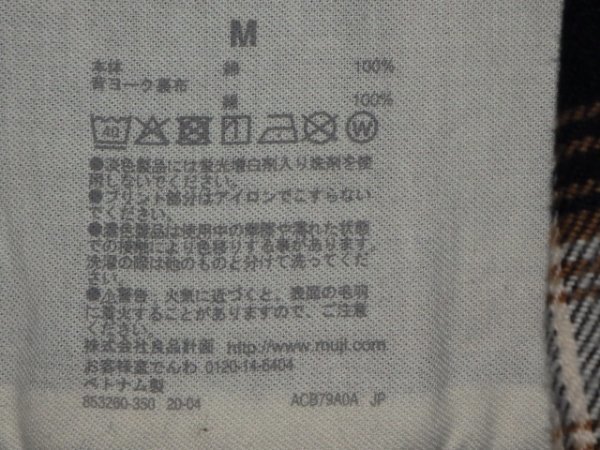 M
本体 綿 100%
背ヨーク裏布
綿 100%
40 W
●淡色製品には蛍光増白剤入り洗剤を使
用しないでください。
●プリント部分はアイロンでこすらない
でください。
●濃色製品は使用中の摩擦や濡れた状態
での接触により色移りする事があります。
洗濯の際は他のものと分けて洗ってくだ
さい。
●⚠警告：火気に近づくと、表面の毛羽
に着火することがありますので、ご注意
ください。
株式会社良品計画 http://www.muji.com
お客様室でんわ 0120-14-6404
ベトナム製
853260-350 20-04 ACB79A0A JP